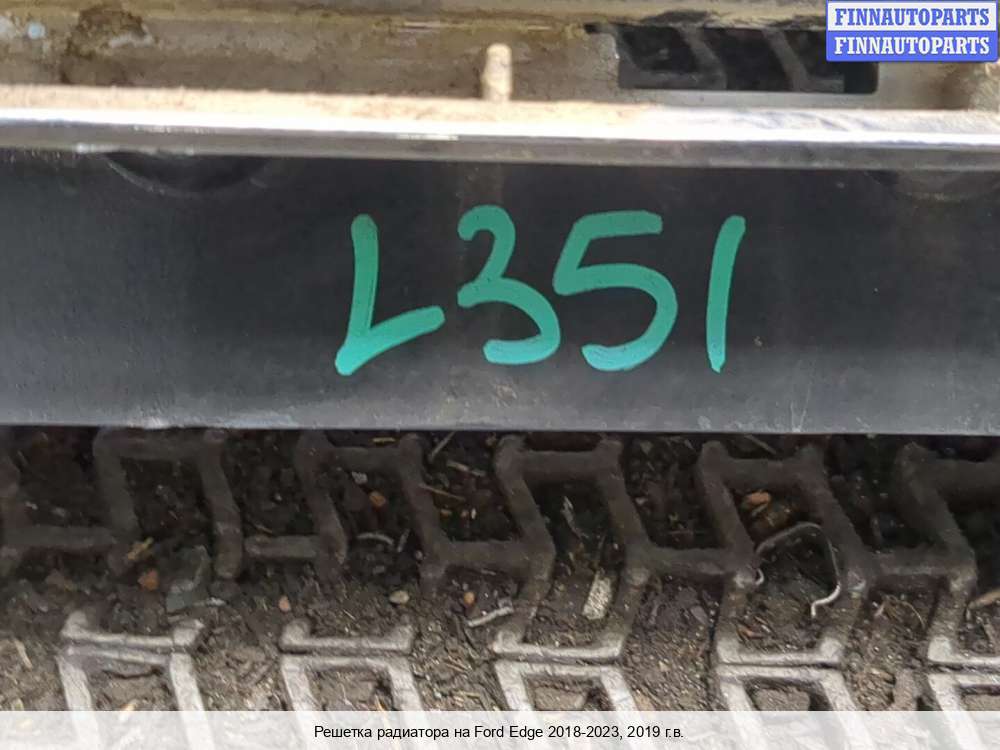 FINNAUTOPARTS
FINNAUTOPARTS
L351
Решетка радиатора на Ford Edge 2018-2023, 2019 г.в.